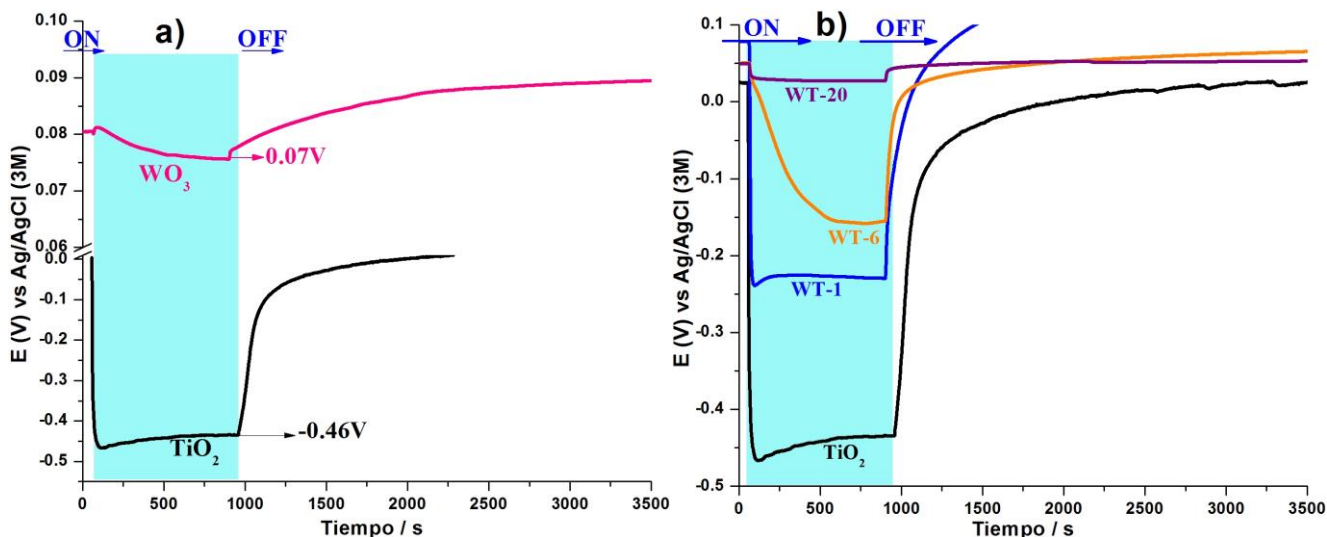 a)
ON
OFF
0.10
0.09
0.08
0.07
0.06
0.0
-0.1
-0.2
-0.3
-0.4
-0.5
E (V) vs Ag/AgCl (3M)
WO3
0.07V
TiO2
-0.46V
0 500 1000 1500 2000 2500 3000 3500
Tiempo / s
b)
ON
OFF
0.1
0.0
-0.1
-0.2
-0.3
-0.4
-0.5
E (V) vs Ag/AgCl (3M)
WT-20
WT-6
WT-1
TiO2
0 500 1000 1500 2000 2500 3000 3500
Tiempo / s